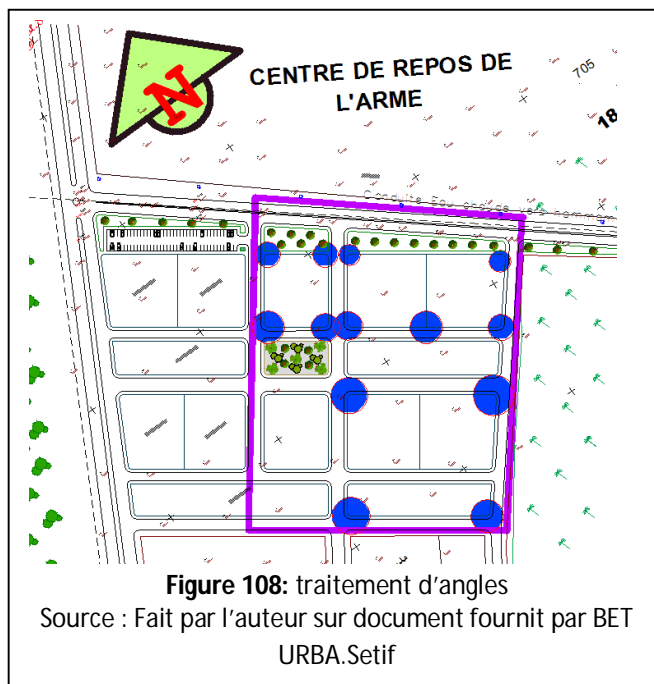 N
CENTRE DE REPOS DE
L'ARME
705
18
Figure 108: traitement d'angles
Source : Fait par l'auteur sur document fournit par BET
URBA.Setif